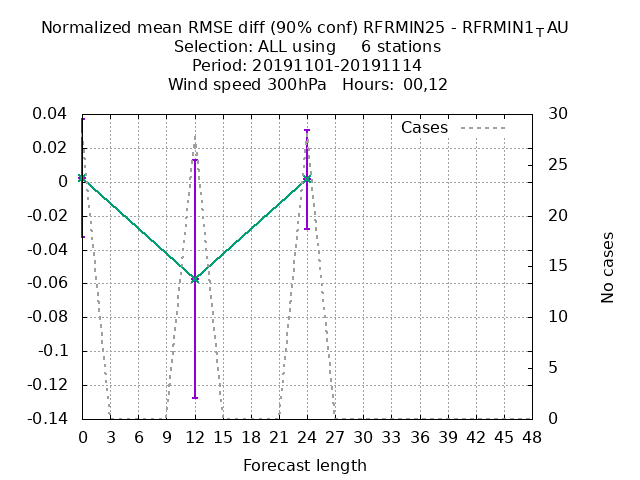 Normalized mean RMSE diff (90% conf) RFRMIN25 - RFRMIN1_TAU
Selection: ALL using 6 stations
Period: 20191101-20191114
Wind speed 300hPa Hours: 00,12
Cases
0.04
0.02
0
-0.02
-0.04
-0.06
-0.08
-0.1
-0.12
-0.14
30
25
20
15
10
5
0
No cases
0 3 6 9 12 15 18 21 24 27 30 33 36 39 42 45 48
Forecast length